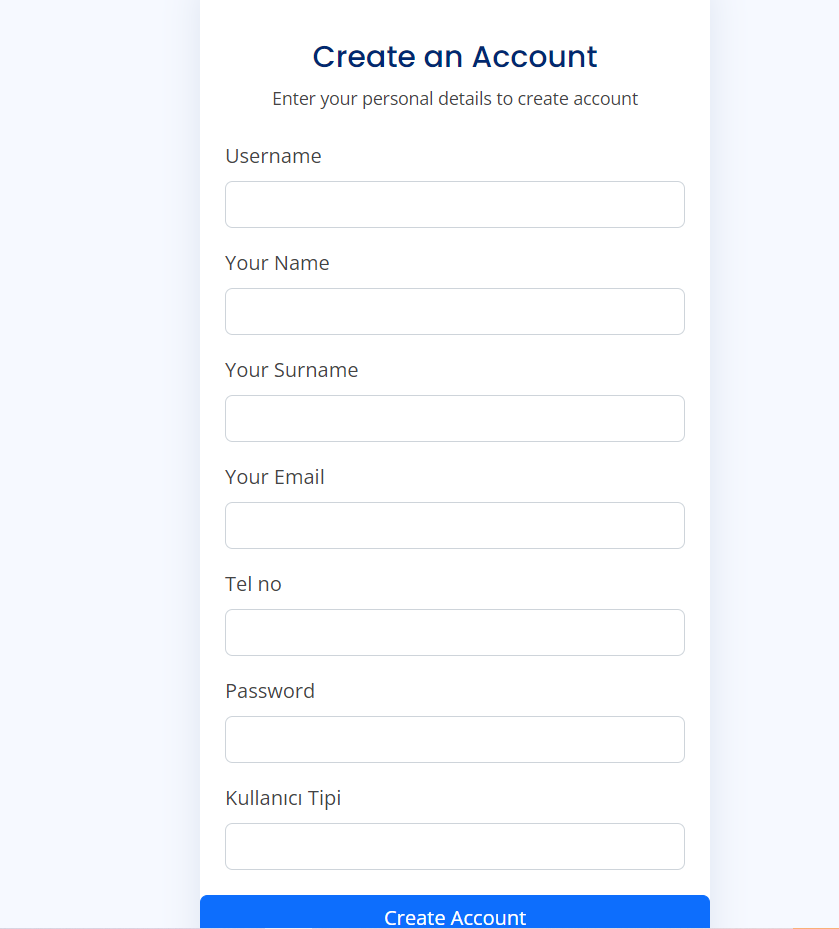 Create an Account
Enter your personal details to create account
Username
Your Name
Your Surname
Your Email
Tel no
Password
Kullanıcı Tipi
Create Account